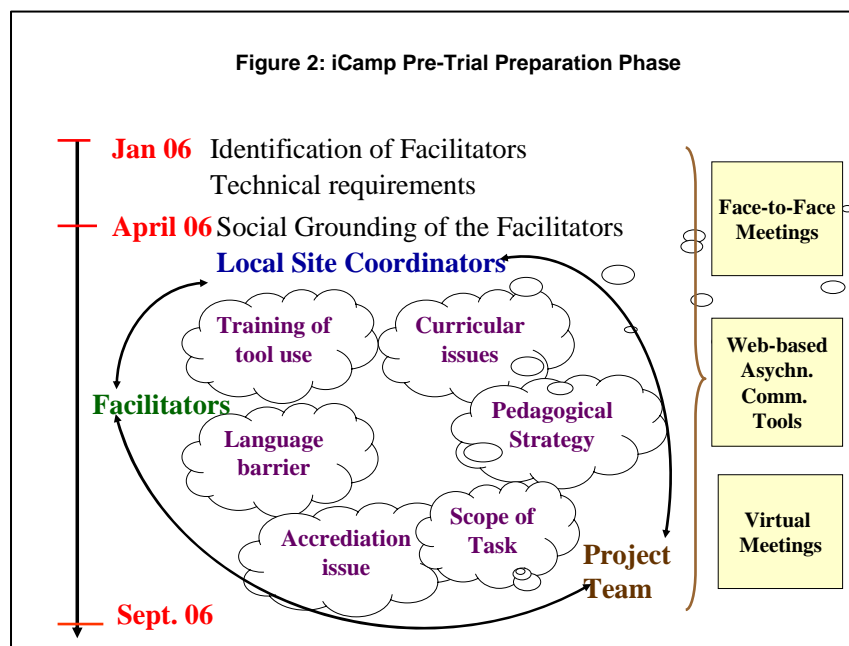 Figure 2: iCamp Pre-Trial Preparation Phase
Jan 06 Identification of Facilitators
Technical requirements
April 06 Social Grounding of the Facilitators
Local Site Coordinators
Training of
tool use
Curricular
issues
Facilitators
Language
barrier
Pedagogical
Strategy
Accrediation
issue
Scope of
Task
Project
Team
Sept. 06
Face-to-Face
Meetings
Web-based
Asychn.
Comm.
Tools
Virtual
Meetings